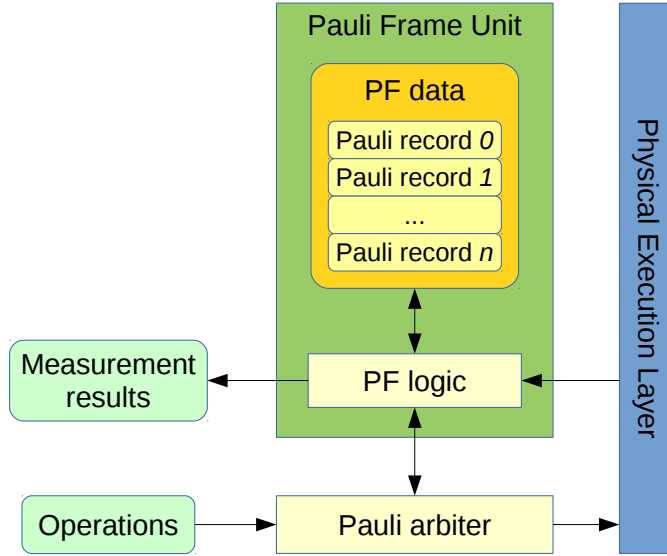 Pauli Frame Unit
PF data
Pauli record 0
Pauli record 1
...
Pauli record n
Physical Execution Layer
Measurement
results
PF logic
Operations
Pauli arbiter